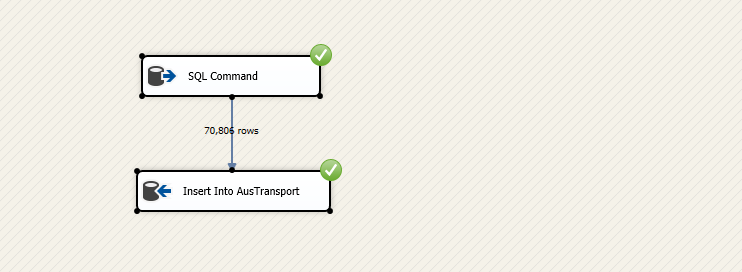 SQL Command
70,806 rows
Insert Into AusTransport